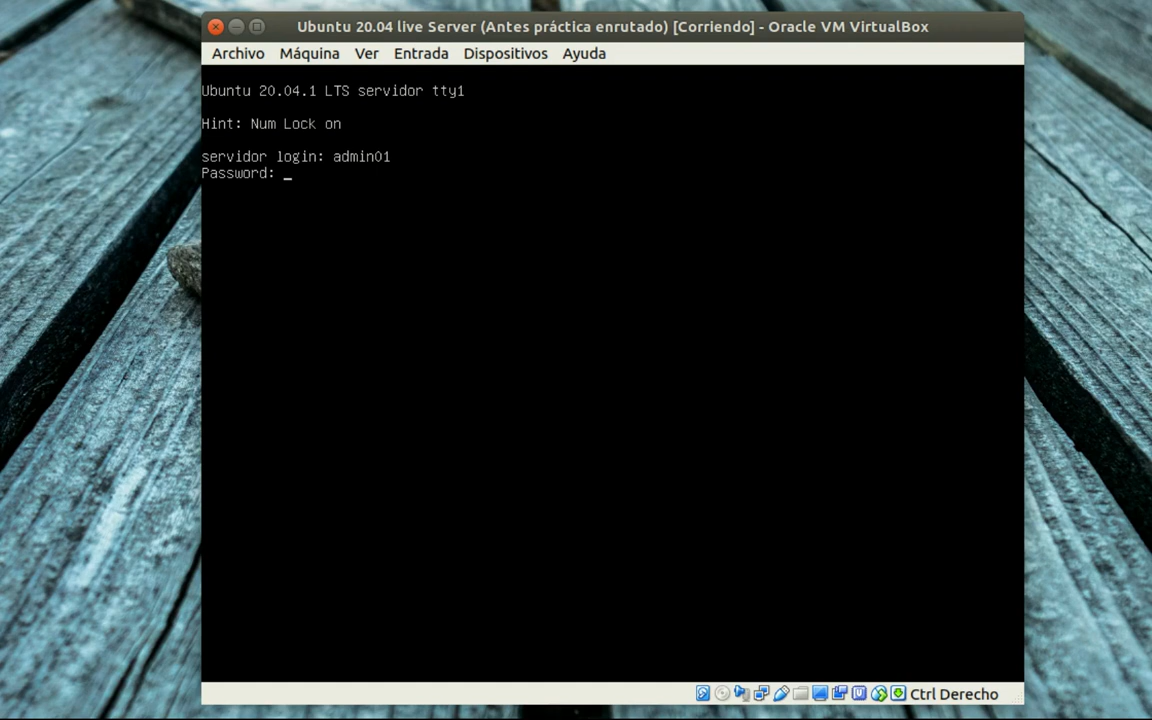 Ubuntu 20.04 live Server (Antes práctica enrutado) [Corriendo] - Oracle VM VirtualBox
Archivo Máquina Ver Entrada Dispositivos Ayuda
Ubuntu 20.04.1 LTS servidor tty1
Hint: Num Lock on
servidor login: admin01
Password: _
Ctrl Derecho